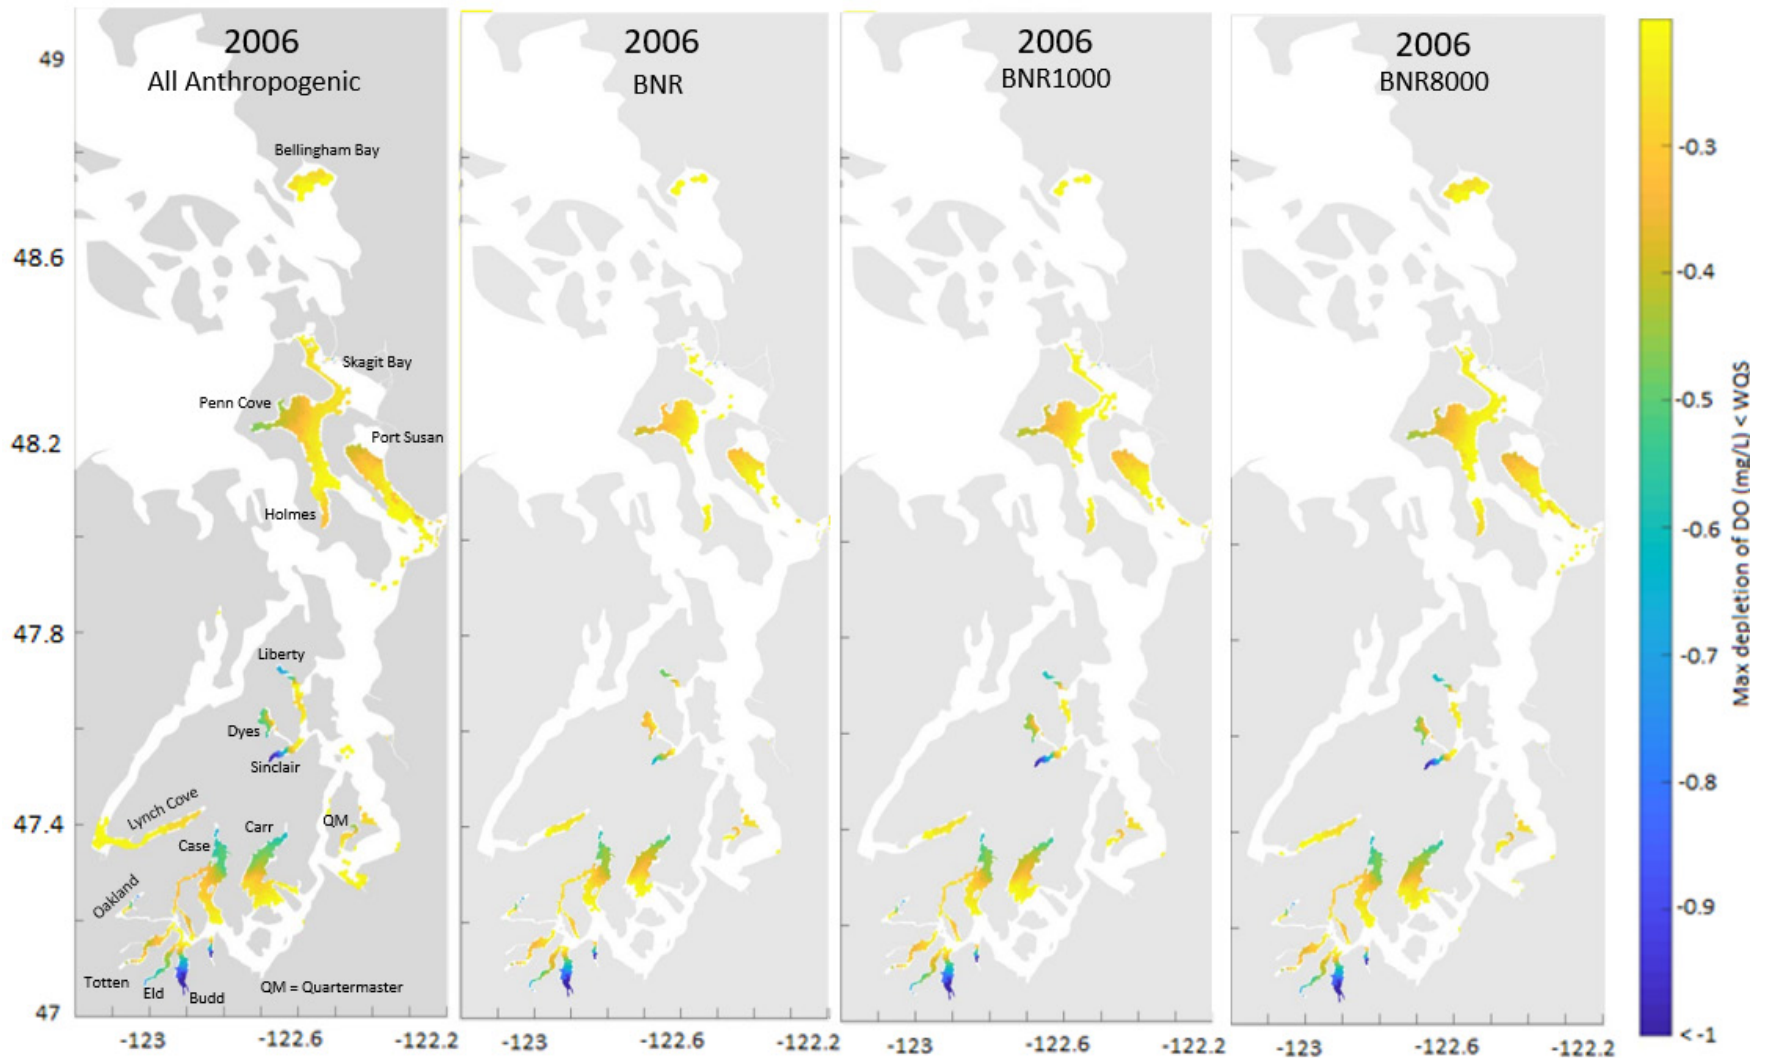 2006
All Anthropogenic
2006
BNR
2006
BNR1000
2006
BNR8000
49
48.6
48.2
47.8
47.4
47
Bellingham Bay
Skagit Bay
Penn Cove
Port Susan
Holmes
Liberty
Dyes
Sinclair
Lynch Cove
Carr
QM
Case
Oakland
Totten
Eld
Budd
QM = Quartermaster
-123
-122.6
-122.2
-123
-122.6
-122.2
-123
-122.6
-122.2
-123
-122.6
-122.2
-0.3
-0.4
-0.5
-0.6
-0.7
-0.8
-0.9
< -1
Max depletion of DO (mg/L) < WQS